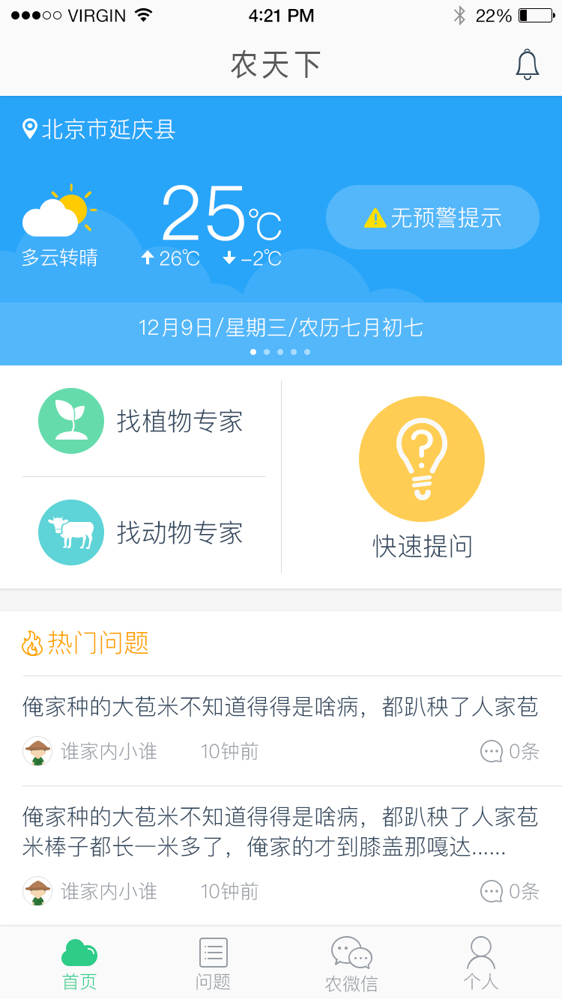 VIRGIN 4:21 PM 22%
农天下
北京市延庆县
25℃
无预警提示
多云转晴 26℃ -2℃
12月9日/星期三/农历七月初七
找植物专家
找动物专家
快速提问
热门问题
俺家种的大苞米不知道得得是啥病，都趴秧了人家苞
谁家内小谁 10钟前 0条
俺家种的大苞米不知道得得是啥病，都趴秧了人家苞
米棒子都长一米多了，俺家的才到膝盖那嘎达......
谁家内小谁 10钟前 0条
首页 问题 农微信 个人